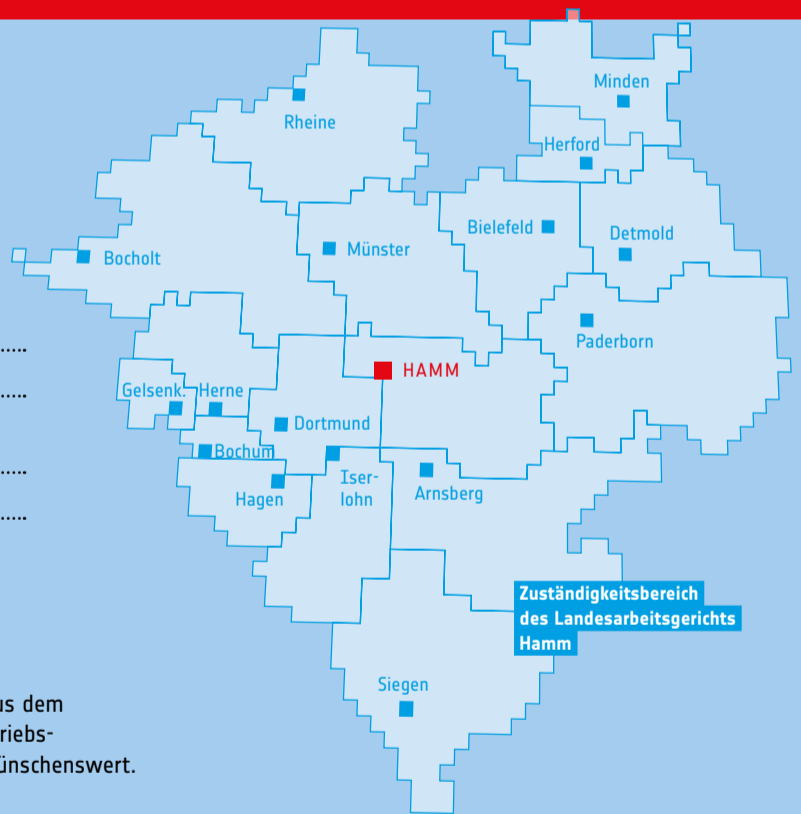 Minden
Rheine
Herford
Bielefeld
Detmold
Münster
Bocholt
Paderborn
HAMM
Gelsenk.
Herne
Dortmund
Bochum
Iser-
lohn
Hagen
Arnsberg
Zuständigkeitsbereich
des Landesarbeitsgerichts
Hamm
Siegen
.....
.....
.....
.....
us dem
riebs-
ünschenswert.